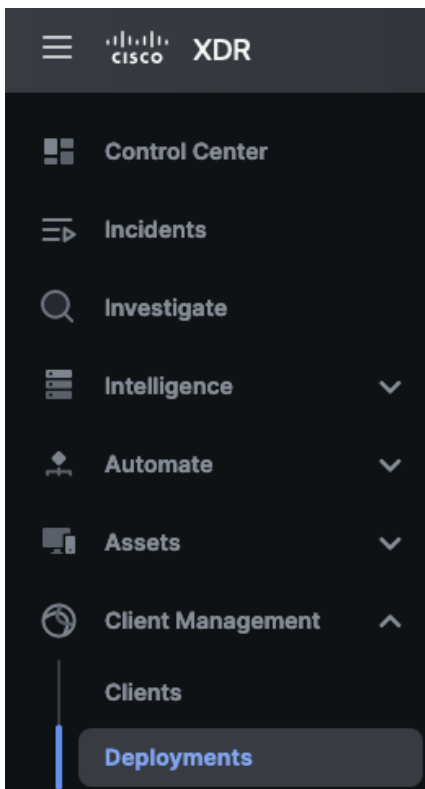 cisco XDR
Control Center
Incidents
Investigate
Intelligence
Automate
Assets
Client Management
Clients
Deployments